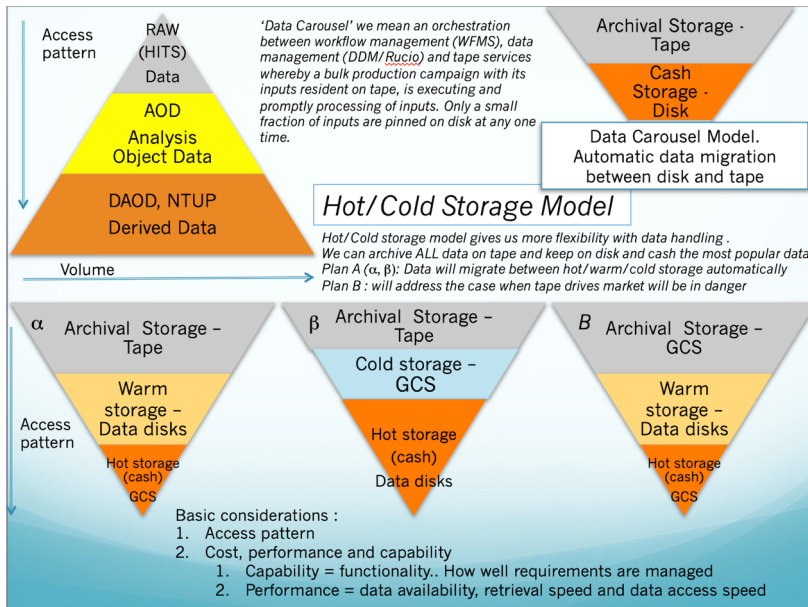 Access
pattern
RAW
(HITS)
Data
AOD
Analysis
Object Data
DAOD, NTUP
Derived Data
Volume
‘Data Carousel’ we mean an orchestration
between workflow management (WFMS), data
management (DDM/Rucio) and tape services
whereby a bulk production campaign with its
inputs resident on tape, is executing and
promptly processing of inputs. Only a small
fraction of inputs are pinned on disk at any one
time.
Archival Storage -
Tape
Cash
Storage -
Disk
Data Carousel Model.
Automatic data migration
between disk and tape
Hot/Cold Storage Model
Hot/Cold storage model gives us more flexibility with data handling .
We can archive ALL data on tape and keep on disk and cash the most popular data
Plan A (α, β): Data will migrate between hot/warm/cold storage automatically
Plan B : will address the case when tape drives market will be in danger
Access
pattern
α
Archival Storage –
Tape
Warm
storage –
Data disks
Hot storage
(cash)
GCS
β
Archival Storage –
Tape
Cold storage –
GCS
Hot storage
(cash)
Data disks
B
Archival Storage –
GCS
Warm
storage –
Data disks
Hot storage
(cash)
GCS
Basic considerations :
1. Access pattern
2. Cost, performance and capability
1. Capability = functionality.. How well requirements are managed
2. Performance = data availability, retrieval speed and data access speed